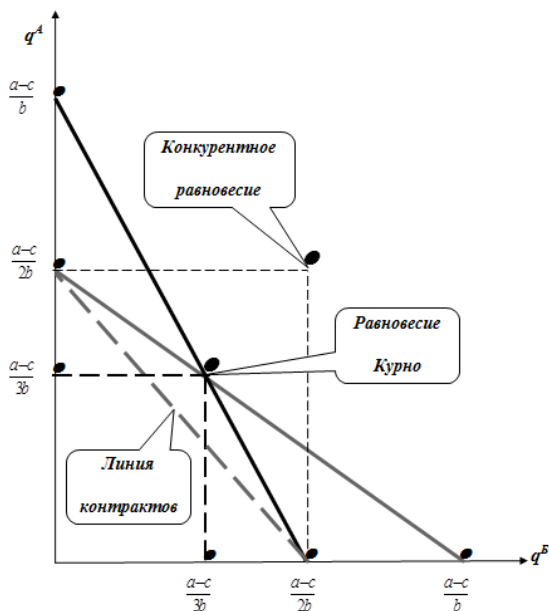 q^А
a–c
b
Конкурентное
равновесие
a–c
2b
Равновесие
Курно
a–c
3b
Линия
контрактов
q^Б
a–c
3b
a–c
2b
a–c
b